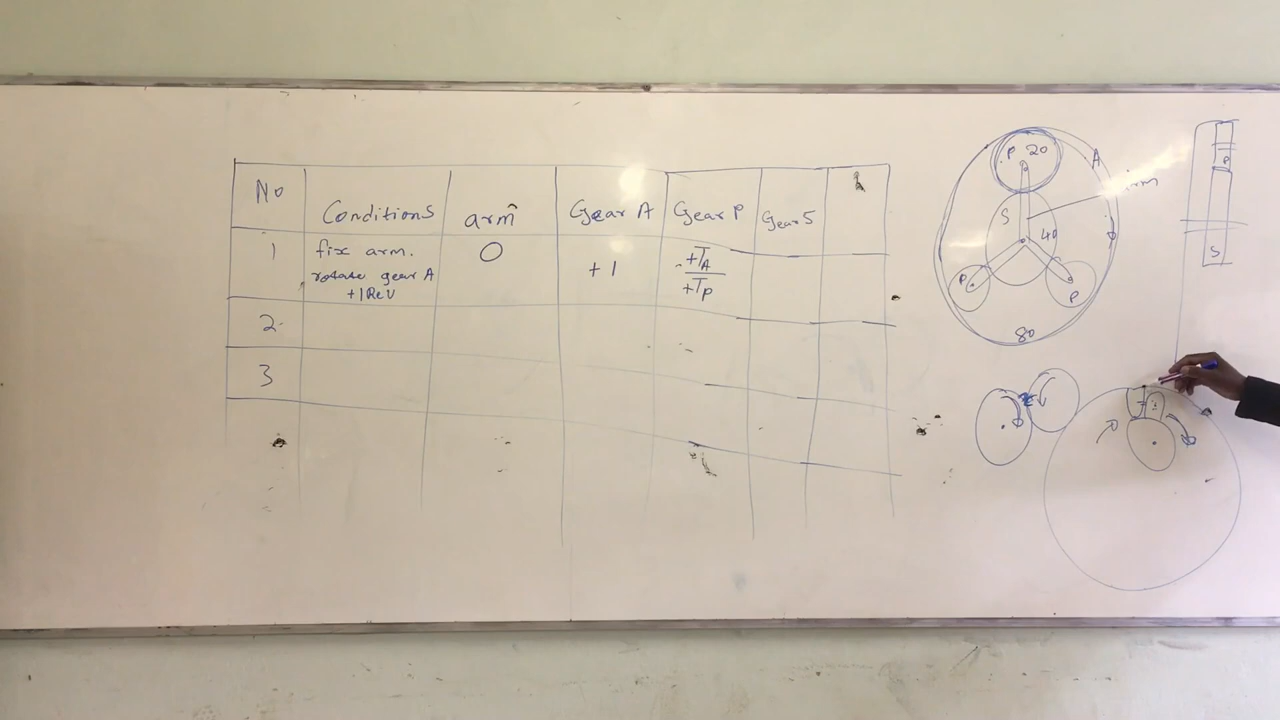 No
Conditions
arm
Gear A
Gear P
Gear S
1
fix arm.
rotate gear A
+1 Rev
0
+1
+TA
+TP
2
3
P 20
A
arm
S
40
P
P
80
P
S